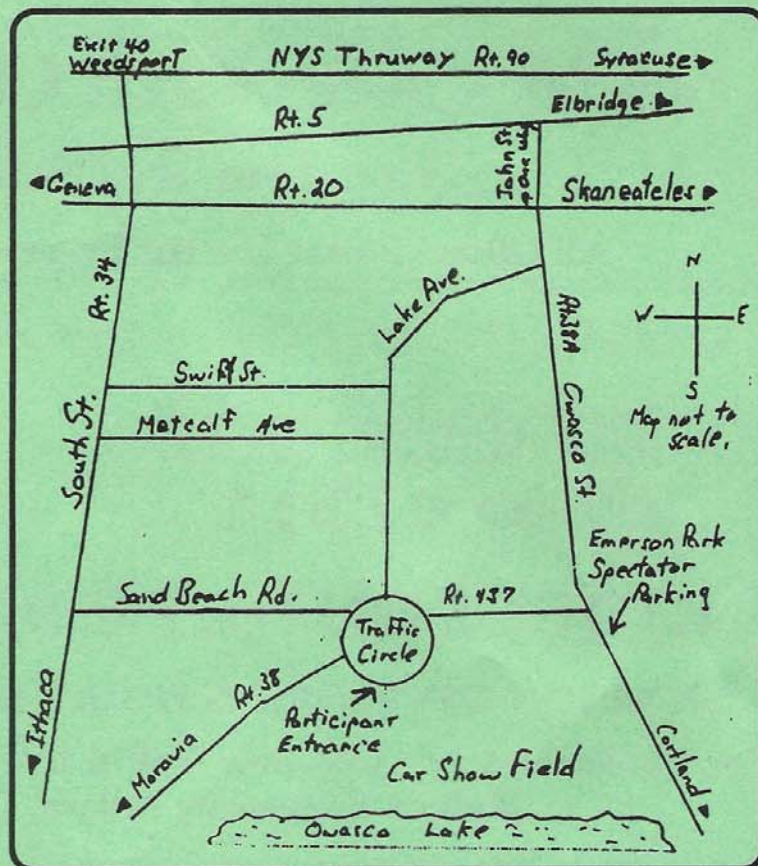 Exit 40
Weedsport
NYS Thruway Rt. 90
Syracuse
Elbridge
Rt. 5
John St.
one way
Geneva
Rt. 20
Skaneateles
Rt. 34
South St.
Lake Ave.
Rt 38A Owasco St.
N
W
E
S
Map not to
scale.
Swift St.
Metcalf Ave
Emerson Park
Spectator
Parking
Sand Beach Rd.
Rt. 437
Traffic
Circle
Rt. 38
Participant
Entrance
Ithaca
Moravia
Car Show Field
Cortland
Owasco Lake